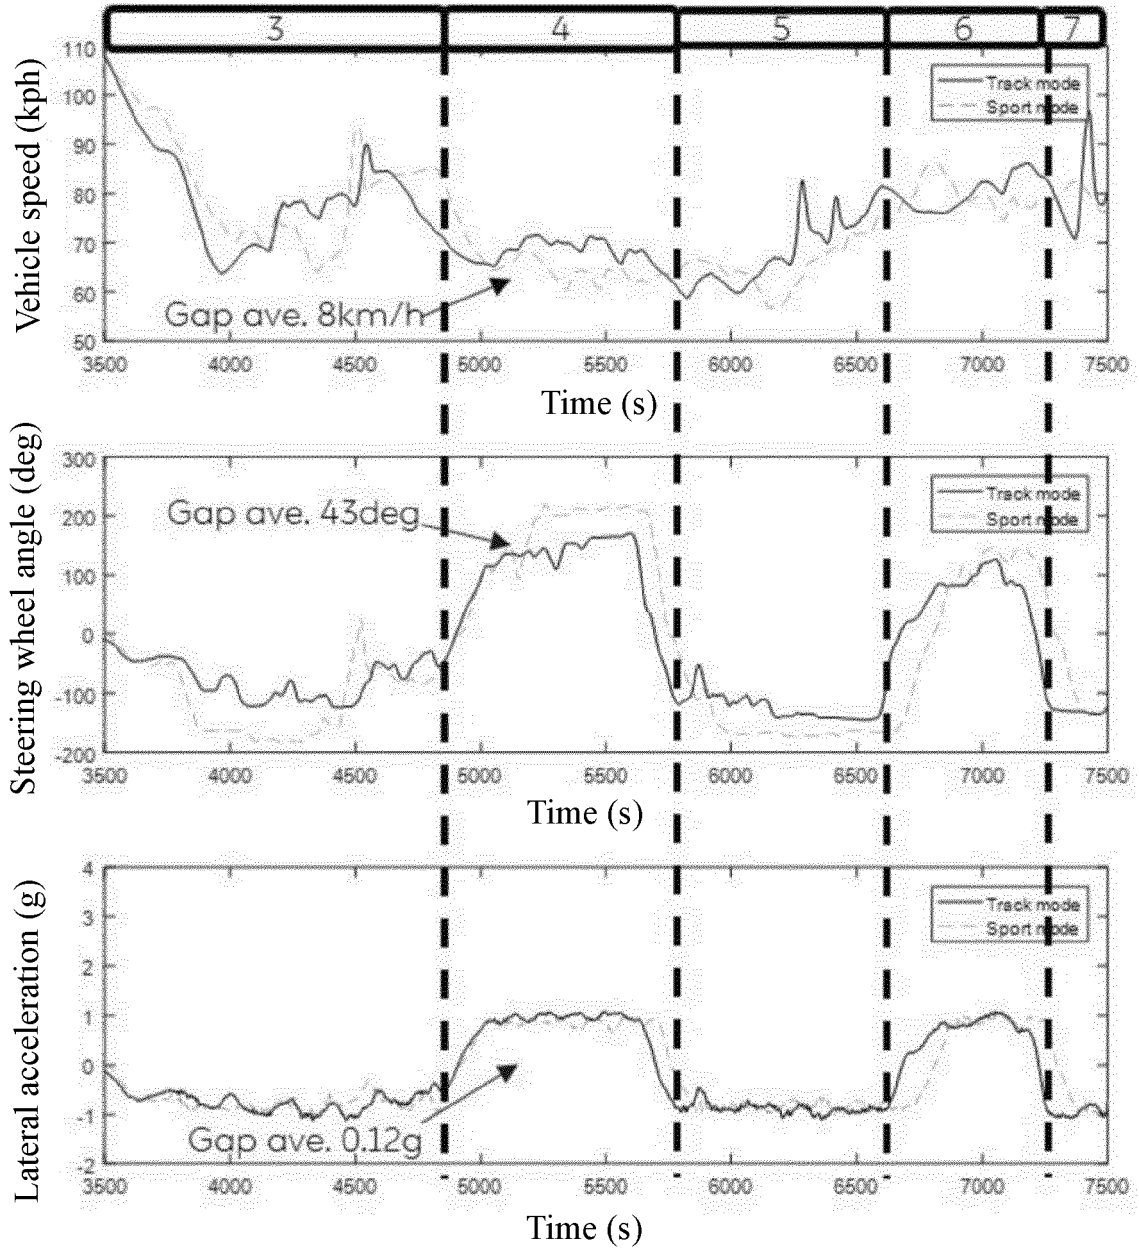 3 4 5 6 7
Vehicle speed (kph)
110
100
90
80
70
60
50
Track mode
Sport mode
Gap ave. 8km/h
3500 4000 4500 5000 5500 6000 6500 7000 7500
Time (s)
Steering wheel angle (deg)
300
200
100
0
-100
-200
Track mode
Sport mode
Gap ave. 43deg
3500 4000 4500 5000 5500 6000 6500 7000 7500
Time (s)
Lateral acceleration (g)
4
3
2
1
0
-1
-2
Track mode
Sport mode
Gap ave. 0.12g
3500 4000 4500 5000 5500 6000 6500 7000 7500
Time (s)